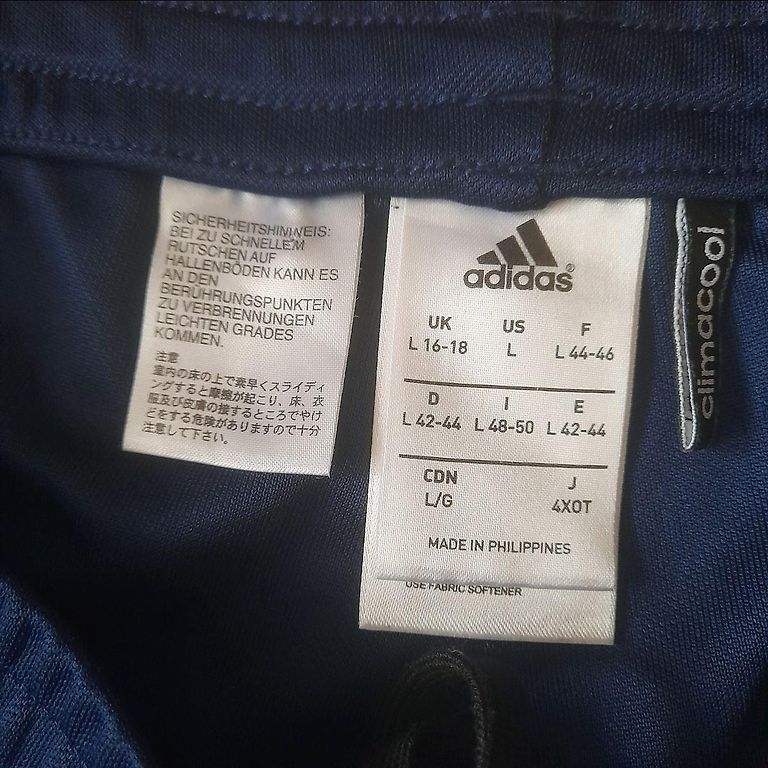 SICHERHEITSHINWEIS:
BEI ZU SCHNELLEM
RUTSCHEN AUF
HALLENBÖDEN KANN ES
AN DEN
BERÜHRUNGSPUNKTEN
ZU VERBRENNUNGEN
LEICHTEN GRADES
KOMMEN.
注意
室内の床の上で素早くスライディ
ングすると摩擦が起こり、床、衣
服及び皮膚の接するところでやけ
どをする危険がありますので十分
注意して下さい。
adidas®
UK US F
L 16-18 L L 44-46
D I E
L 42-44 L 48-50 L 42-44
CDN J
L/G 4XOT
MADE IN PHILIPPINES
USE FABRIC SOFTENER
climacool